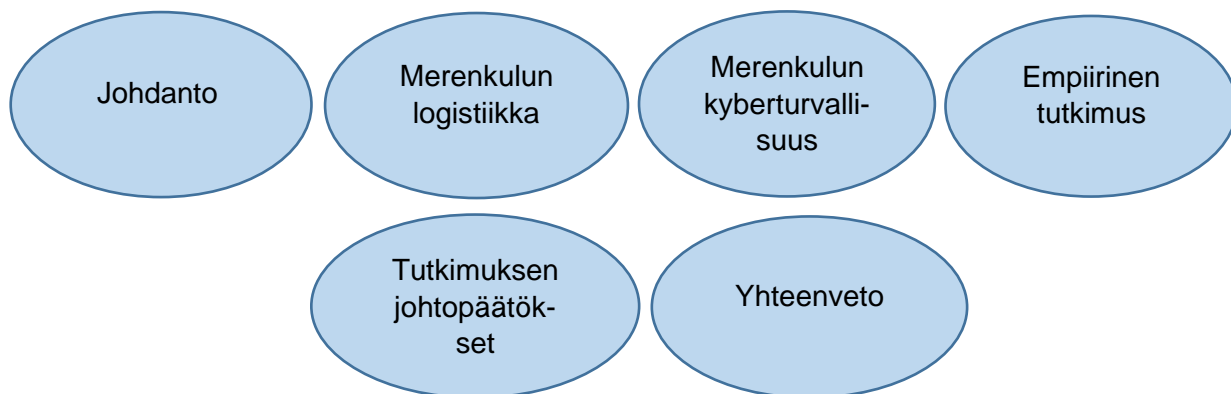 Johdanto
Merenkulun
logistiikka
Merenkulun
kyberturvalli-
suus
Empiirinen
tutkimus
Tutkimuksen
johtopäätök-
set
Yhteenveto